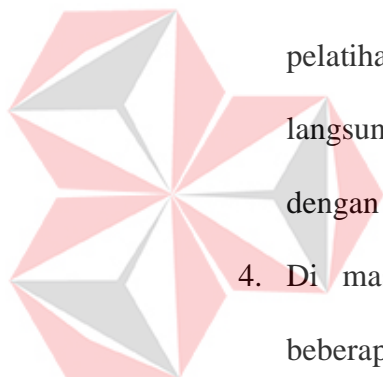 pelatiha
langsun
dengan
4. Di ma
beberap